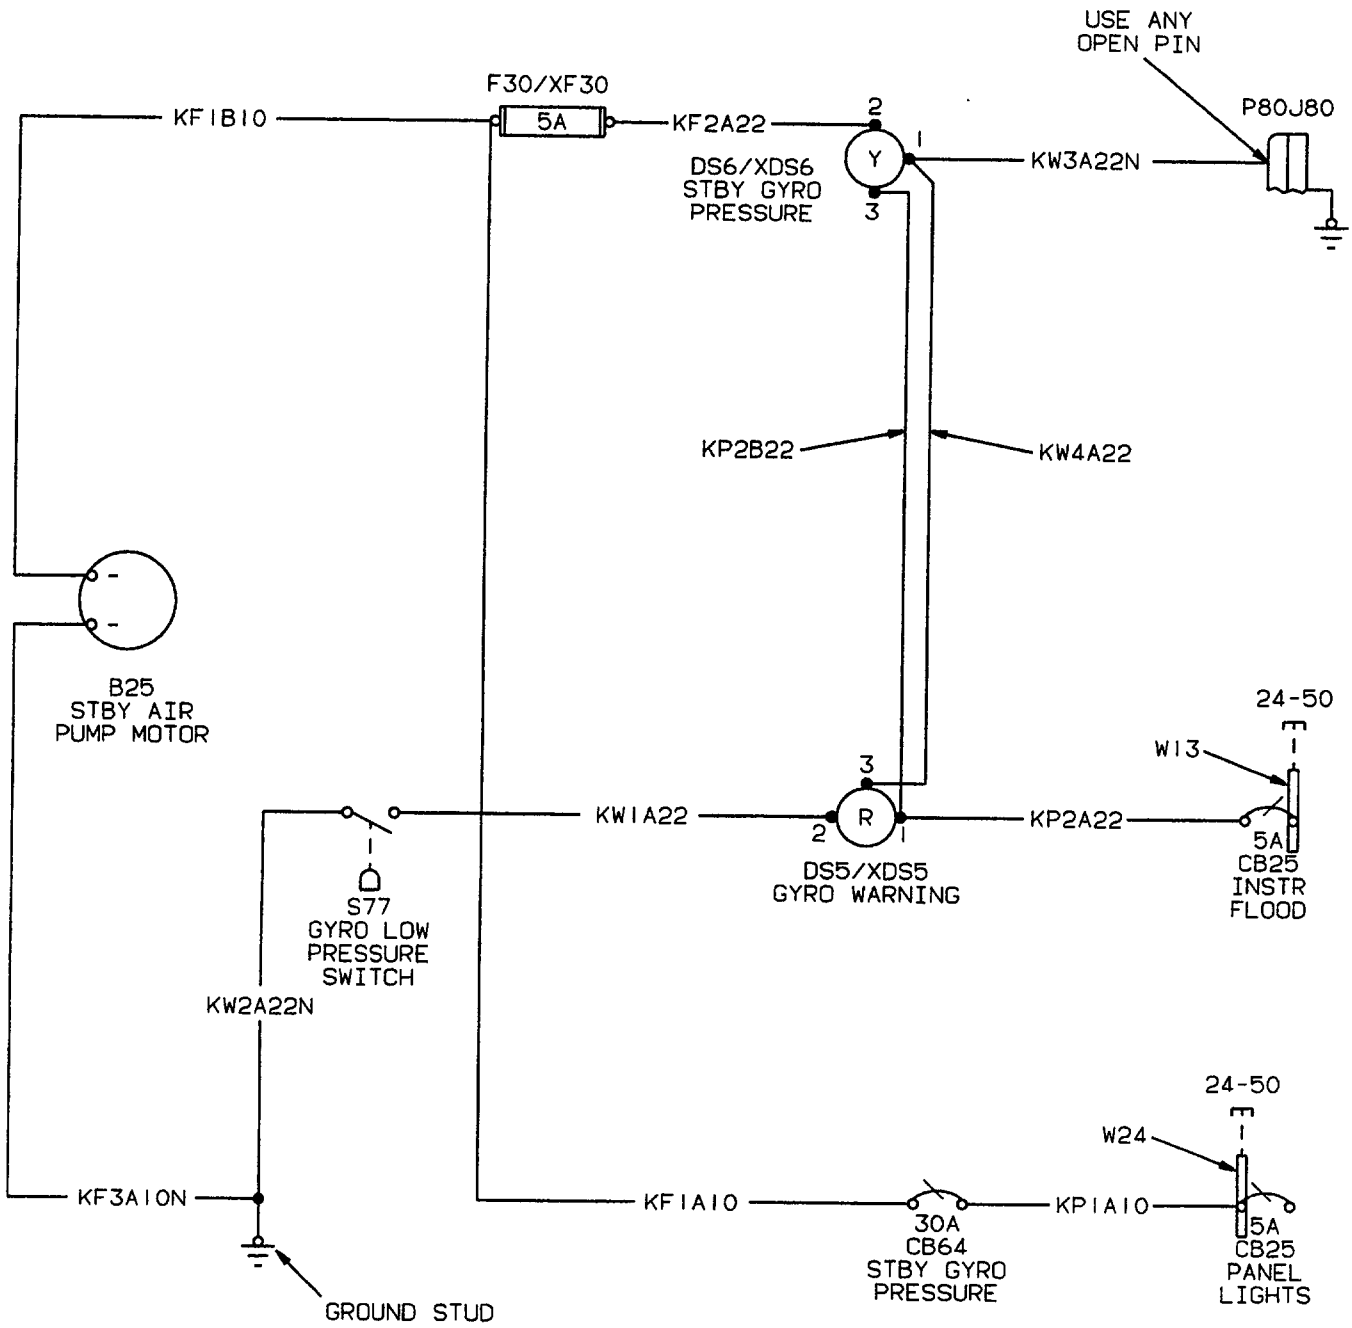 USE ANY
OPEN PIN
F30/XF30
P80J80
KF1B10
5A
KF2A22
2
1
Y
KW3A22N
DS6/XDS6
STBY GYRO
PRESSURE
3
KP2B22
KW4A22
-
-
B25
STBY AIR
PUMP MOTOR
24-50
W13
3
KW1A22
2
R
1
KP2A22
5A
CB25
INSTR
FLOOD
DS5/XDS5
GYRO WARNING
S77
GYRO LOW
PRESSURE
SWITCH
KW2A22N
24-50
W24
KF3A10N
KF1A10
KP1A10
30A
CB64
STBY GYRO
PRESSURE
5A
CB25
PANEL
LIGHTS
GROUND STUD